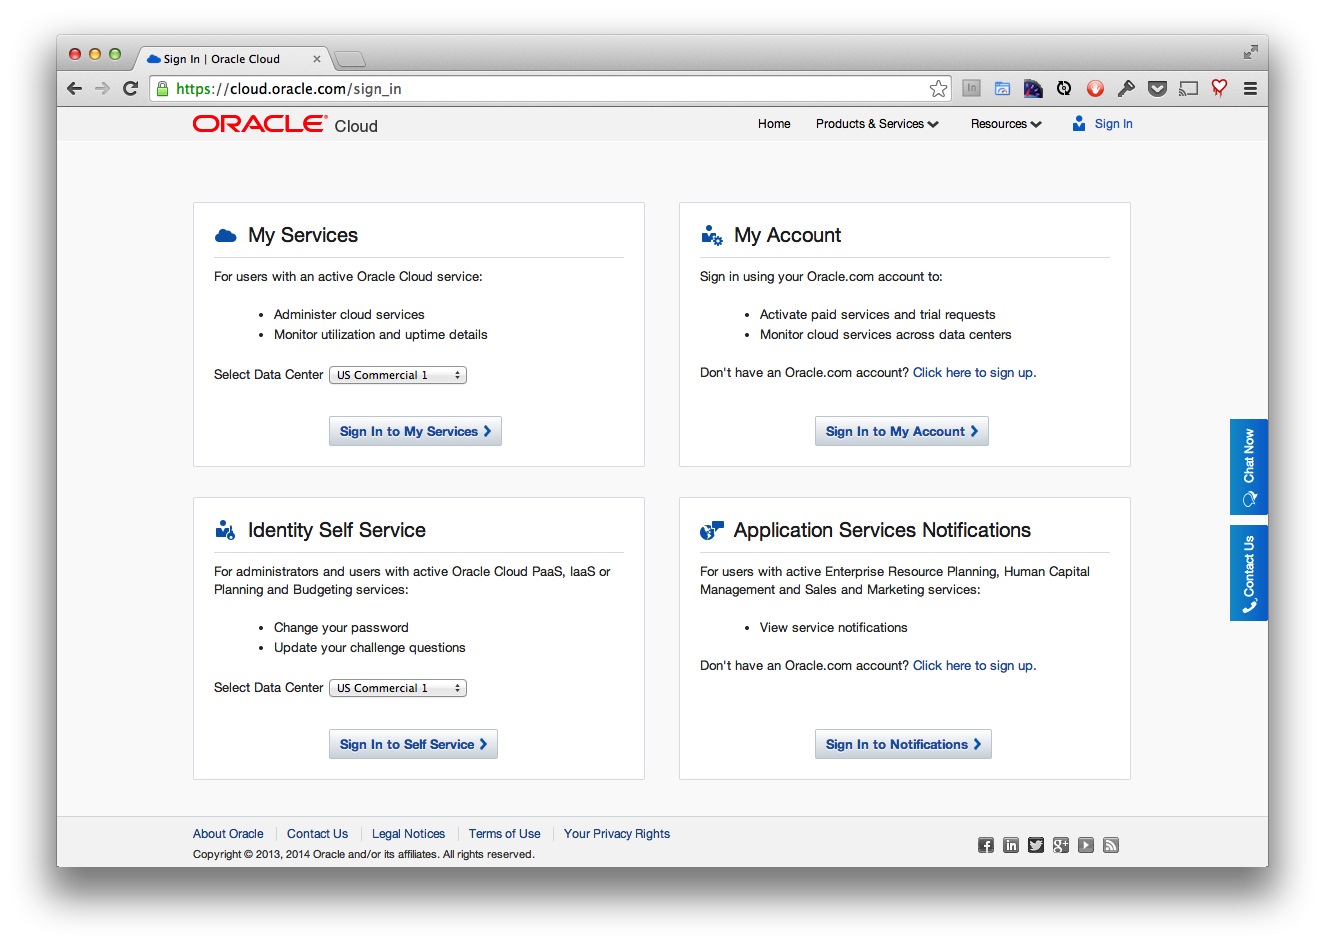 Sign In | Oracle Cloud
https://cloud.oracle.com/sign_in
In
ORACLE Cloud
Home
Products & Services
Resources
Sign In
My Services
For users with an active Oracle Cloud service:
• Administer cloud services
• Monitor utilization and uptime details
Select Data Center US Commercial 1
Sign In to My Services
My Account
Sign in using your Oracle.com account to:
• Activate paid services and trial requests
• Monitor cloud services across data centers
Don't have an Oracle.com account? Click here to sign up.
Sign In to My Account
Identity Self Service
For administrators and users with active Oracle Cloud PaaS, IaaS or
Planning and Budgeting services:
• Change your password
• Update your challenge questions
Select Data Center US Commercial 1
Sign In to Self Service
Application Services Notifications
For users with active Enterprise Resource Planning, Human Capital
Management and Sales and Marketing services:
• View service notifications
Don't have an Oracle.com account? Click here to sign up.
Sign In to Notifications
Chat Now
Contact Us
About Oracle
Contact Us
Legal Notices
Terms of Use
Your Privacy Rights
Copyright © 2013, 2014 Oracle and/or its affiliates. All rights reserved.